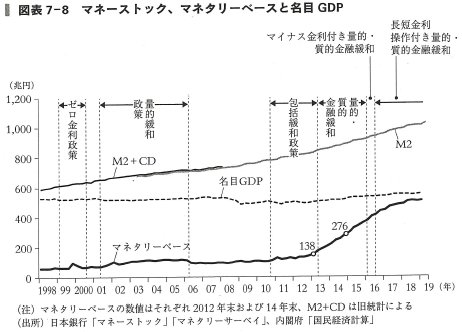 図表7-8 マネーストック、マネタリーベースと名目GDP
マイナス金利付き量的・
質的金融緩和
長短金利
操作付き量的・
質的金融緩和
(兆円)
1,200
1,000
800
600
400
200
0
ゼロ金利政策
量的緩和政策
包括緩和政策
量的・質的金融緩和
M2+CD
M2
名目GDP
276
138
マネタリーベース
1998 99 2000 01 02 03 04 05 06 07 08 09 10 11 12 13 14 15 16 17 18 19 (年)
(注) マネタリーベースの数値はそれぞれ2012年末および14年末、M2+CDは旧統計による
(出所) 日本銀行「マネーストック」「マネタリーサーベイ」、内閣府「国民経済計算」